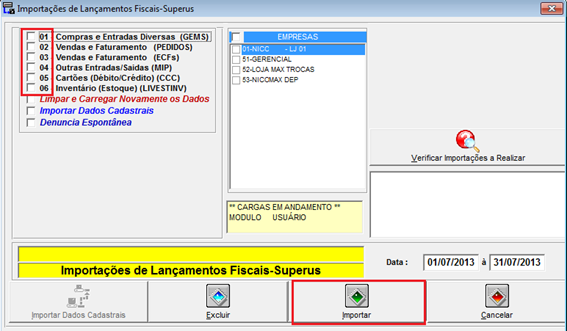 Importações de Lançamentos Fiscais-Superus
01 Compras e Entradas Diversas (GEMS)
02 Vendas e Faturamento (PEDIDOS)
03 Vendas e Faturamento (ECFs)
04 Outras Entradas/Saidas (MIP)
05 Cartões (Débito/Crédito) (CCC)
06 Inventário (Estoque) (LIVESTINV)
Limpar e Carregar Novamente os Dados
Importar Dados Cadastrais
Denuncia Espontânea
EMPRESAS
01-NICC - LJ 01
51-GERENCIAL
52-LOJA MAX TROCAS
53-NICOMAX DEP
Verificar Importações a Realizar
** CARGAS EM ANDAMENTO **
MODULO USUÁRIO
Importações de Lançamentos Fiscais-Superus
Data : 01/07/2013 à 31/07/2013
Importar Dados Cadastrais
Excluir
Importar
Cancelar